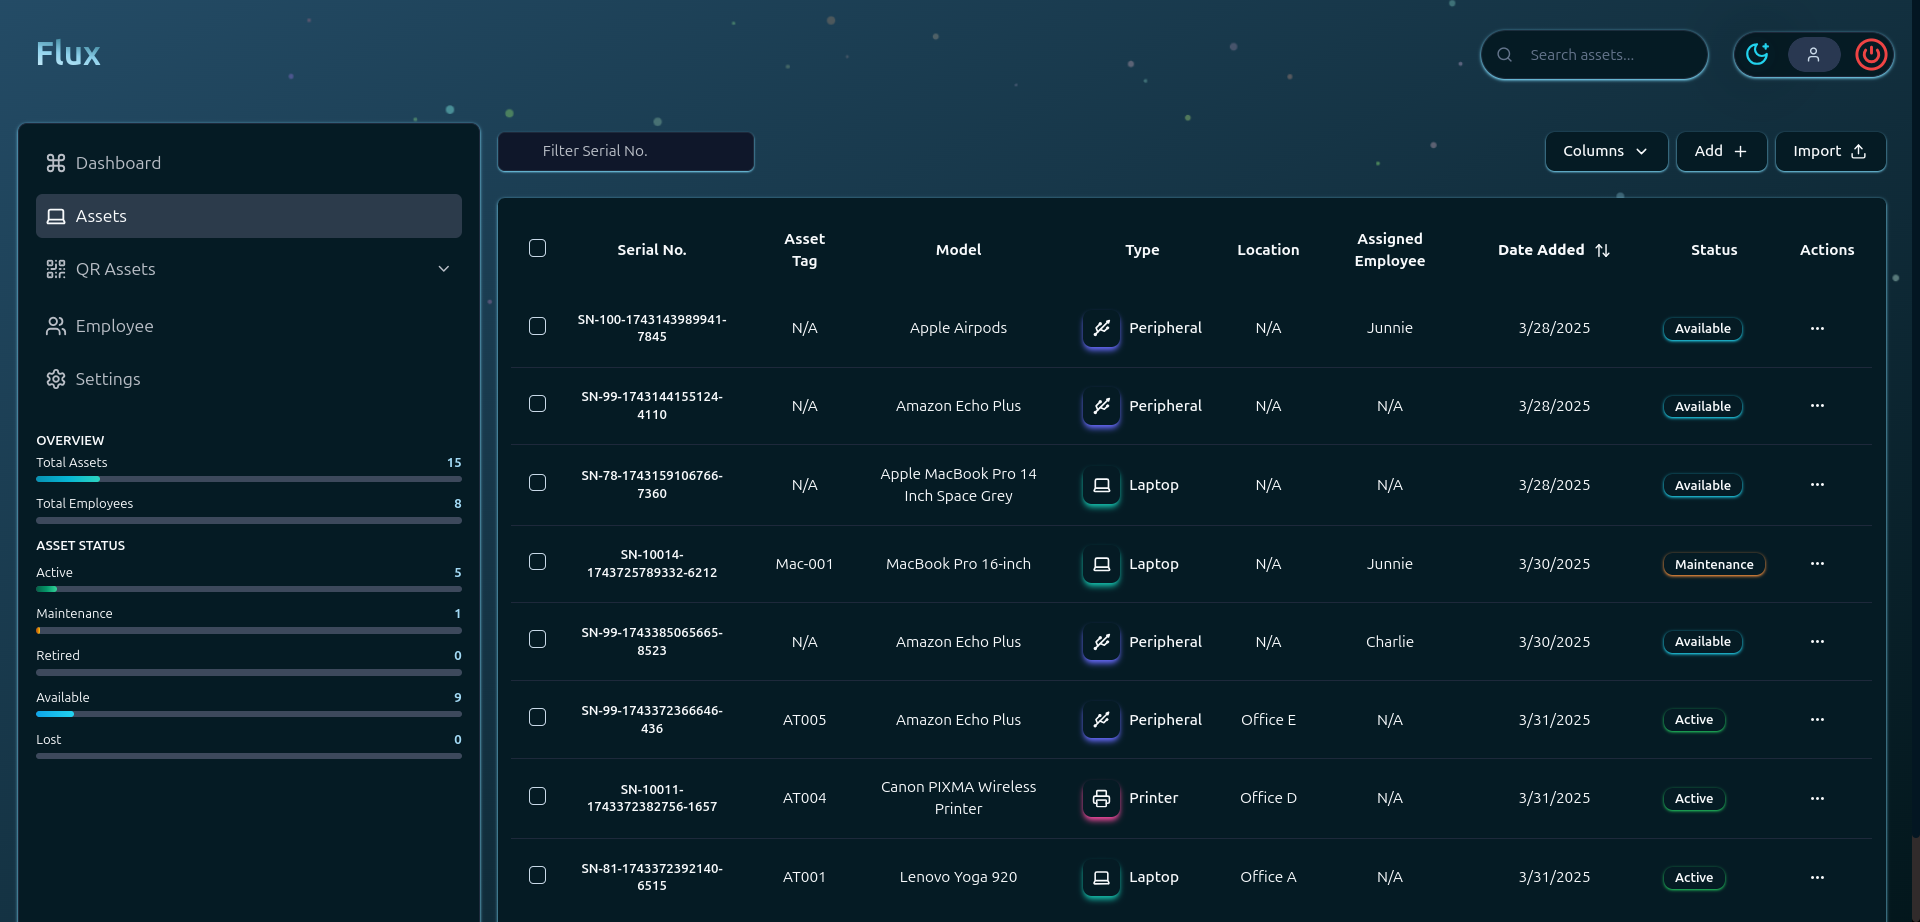 Flux
Search assets...
Dashboard
Assets
QR Assets
Employee
Settings
OVERVIEW
Total Assets 15
Total Employees 8
ASSET STATUS
Active 5
Maintenance 1
Retired 0
Available 9
Lost 0
Filter Serial No.
Columns
Add
Import
Serial No. Asset Tag Model Type Location Assigned Employee Date Added Status Actions
SN-100-1743143989941-7845 N/A Apple Airpods Peripheral N/A Junnie 3/28/2025 Available
SN-99-1743144155124-4110 N/A Amazon Echo Plus Peripheral N/A N/A 3/28/2025 Available
SN-78-1743159106766-7360 N/A Apple MacBook Pro 14 Inch Space Grey Laptop N/A N/A 3/28/2025 Available
SN-10014-1743725789332-6212 Mac-001 MacBook Pro 16-inch Laptop N/A Junnie 3/30/2025 Maintenance
SN-99-1743385065665-8523 N/A Amazon Echo Plus Peripheral N/A Charlie 3/30/2025 Available
SN-99-1743372366646-436 AT005 Amazon Echo Plus Peripheral Office E N/A 3/31/2025 Active
SN-10011-1743372382756-1657 AT004 Canon PIXMA Wireless Printer Printer Office D N/A 3/31/2025 Active
SN-81-1743372392140-6515 AT001 Lenovo Yoga 920 Laptop Office A N/A 3/31/2025 Active